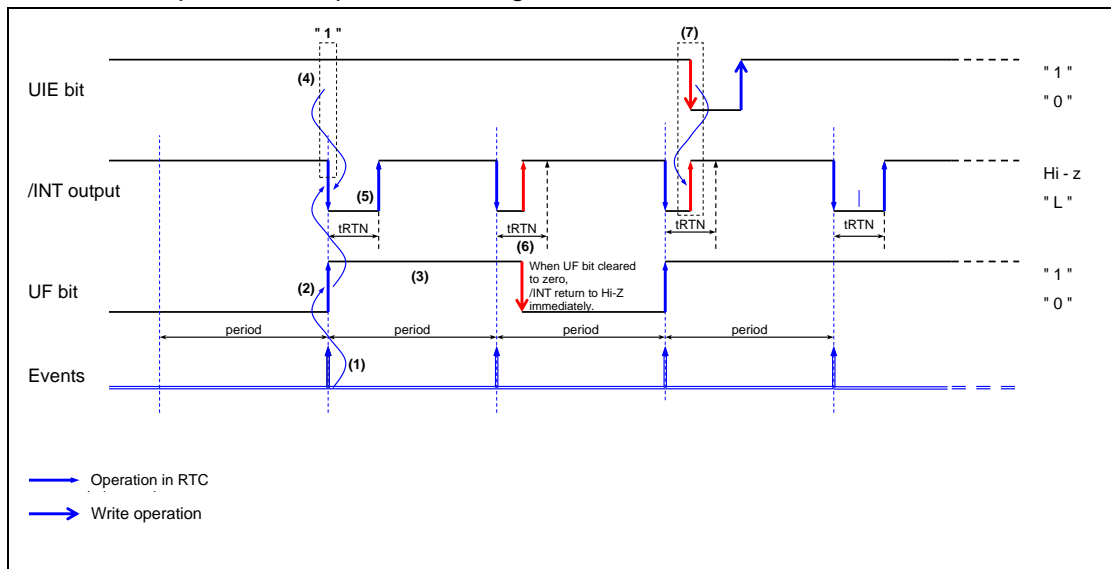 " 1 "
(7)
(4)
UIE bit
" 1 "
" 0 "
/INT output
(5)
Hi - z
" L "
tRTN
tRTN
tRTN
tRTN
(6)
When UF bit cleared
to zero,
/INT return to Hi-Z
immediately.
(3)
(2)
UF bit
" 1 "
" 0 "
period
period
period
period
(1)
Events
Operation in RTC
Write operation